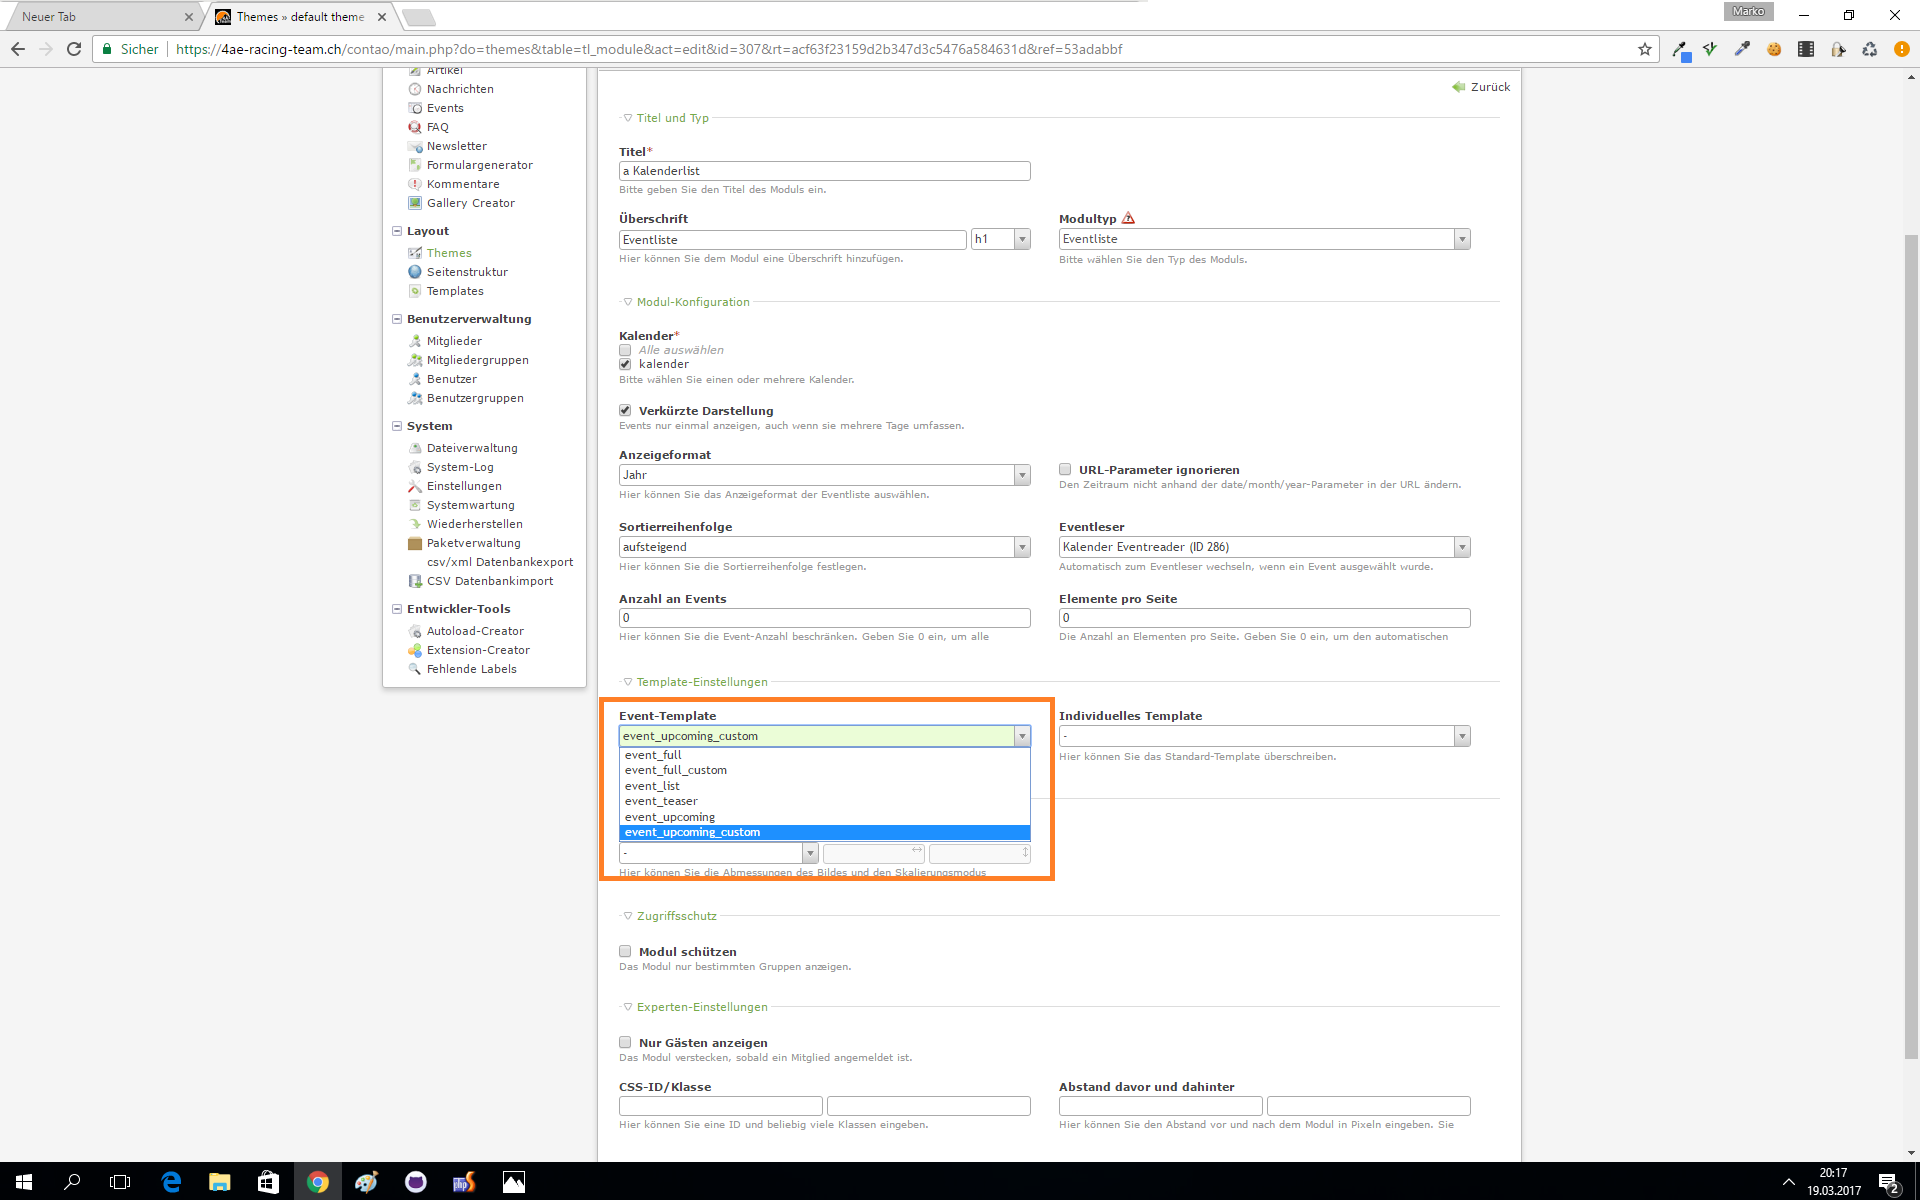 Neuer Tab
Themes » default theme
Marko
Sicher
https://4ae-racing-team.ch/contao/main.php?do=themes&table=tl_module&act=edit&id=307&rt=acf63f23159d2b347d3c5476a584631d&ref=53adabbf
Artikel
Nachrichten
Events
FAQ
Newsletter
Formulargenerator
Kommentare
Gallery Creator
Layout
Themes
Seitenstruktur
Templates
Benutzerverwaltung
Mitglieder
Mitgliedergruppen
Benutzer
Benutzergruppen
System
Dateiverwaltung
System-Log
Einstellungen
Systemwartung
Wiederherstellen
Paketverwaltung
csv/xml Datenbankexport
CSV Datenbankimport
Entwickler-Tools
Autoload-Creator
Extension-Creator
Fehlende Labels
Zurück
Titel und Typ
Titel*
a Kalenderlist
Bitte geben Sie den Titel des Moduls ein.
Überschrift
Eventliste
h1
Hier können Sie dem Modul eine Überschrift hinzufügen.
Modultyp
Eventliste
Bitte wählen Sie den Typ des Moduls.
Modul-Konfiguration
Kalender*
Alle auswählen
kalender
Bitte wählen Sie einen oder mehrere Kalender.
Verkürzte Darstellung
Events nur einmal anzeigen, auch wenn sie mehrere Tage umfassen.
Anzeigeformat
Jahr
Hier können Sie das Anzeigeformat der Eventliste auswählen.
URL-Parameter ignorieren
Den Zeitraum nicht anhand der date/month/year-Parameter in der URL ändern.
Sortierreihenfolge
aufsteigend
Hier können Sie die Sortierreihenfolge festlegen.
Eventleser
Kalender Eventreader (ID 286)
Automatisch zum Eventleser wechseln, wenn ein Event ausgewählt wurde.
Anzahl an Events
0
Hier können Sie die Event-Anzahl beschränken. Geben Sie 0 ein, um alle
Elemente pro Seite
0
Die Anzahl an Elementen pro Seite. Geben Sie 0 ein, um den automatischen
Template-Einstellungen
Event-Template
event_upcoming_custom
event_full
event_full_custom
event_list
event_teaser
event_upcoming
event_upcoming_custom
-
Hier können Sie die Abmessungen des Bildes und den Skalierungsmodus
Individuelles Template
-
Hier können Sie das Standard-Template überschreiben.
Zugriffsschutz
Modul schützen
Das Modul nur bestimmten Gruppen anzeigen.
Experten-Einstellungen
Nur Gästen anzeigen
Das Modul verstecken, sobald ein Mitglied angemeldet ist.
CSS-ID/Klasse
Hier können Sie eine ID und beliebig viele Klassen eingeben.
Abstand davor und dahinter
Hier können Sie den Abstand vor und nach dem Modul in Pixeln eingeben. Sie
php
20:17
19.03.2017
2